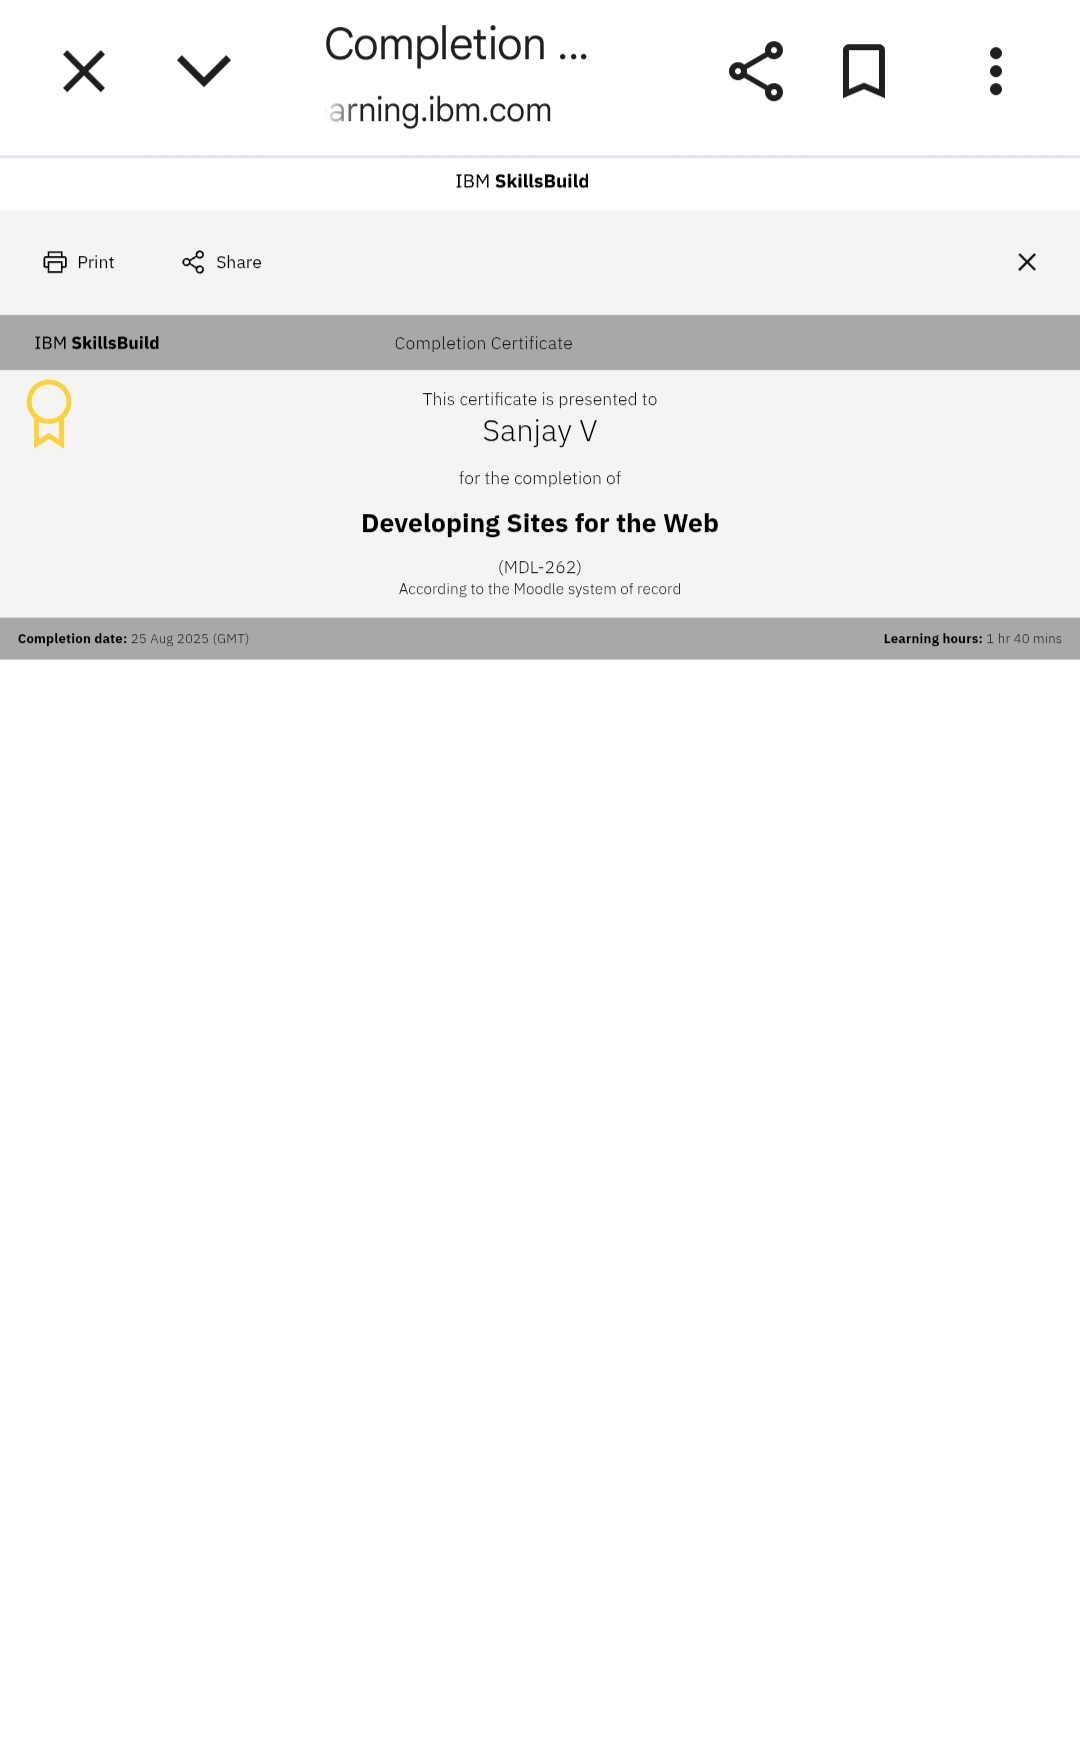 Completion ...
arning.ibm.com
IBM SkillsBuild
Print Share
IBM SkillsBuild Completion Certificate
This certificate is presented to
Sanjay V
for the completion of
Developing Sites for the Web
(MDL-262)
According to the Moodle system of record
Completion date: 25 Aug 2025 (GMT) Learning hours: 1 hr 40 mins